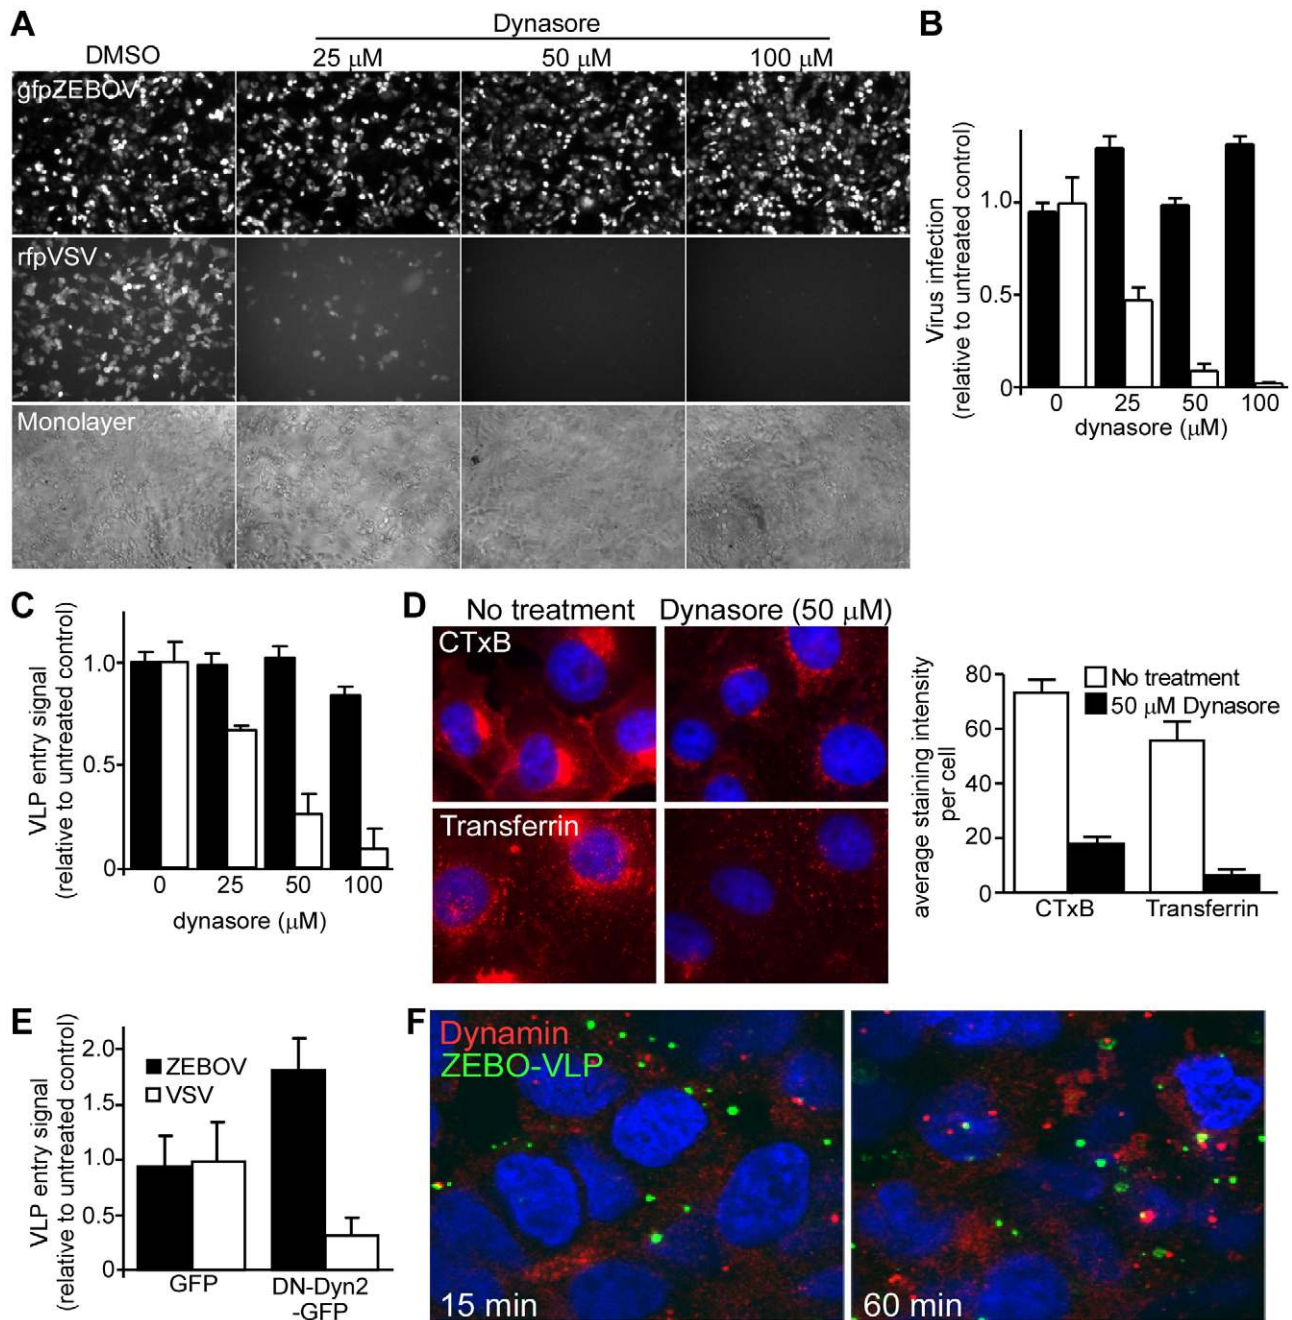 A
Dynasore
DMSO
25 μM
50 μM
100 μM
gfpZEBOV
rfpVSV
Monolayer
B
Virus infection
(relative to untreated control)
1.0
0.5
0
0 25 50 100
dynasore (μM)
C
VLP entry signal
(relative to untreated control)
1.0
0.5
0
0 25 50 100
dynasore (μM)
D
No treatment
Dynasore (50 μM)
CTxB
Transferrin
average staining intensity
per cell
80
60
40
20
0
No treatment
50 μM Dynasore
CTxB Transferrin
E
VLP entry signal
(relative to untreated control)
2.0
1.5
1.0
0.5
0
ZEBOV
VSV
GFP
DN-Dyn2
-GFP
F
Dynamin
ZEBO-VLP
15 min
60 min